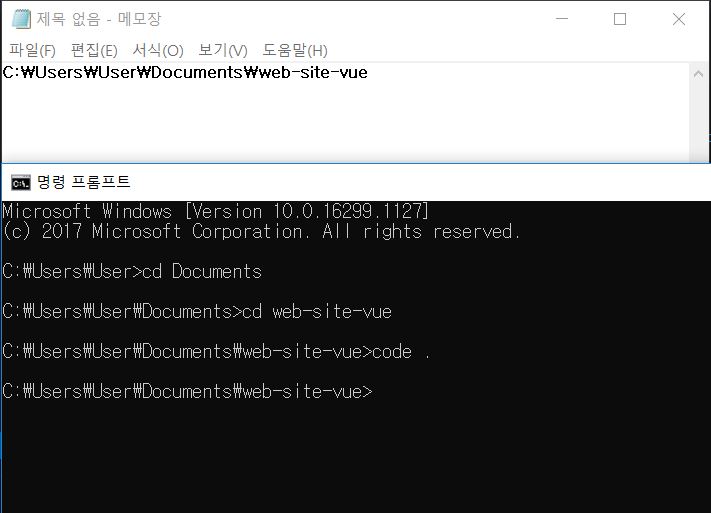 제목 없음 - 메모장
파일(F) 편집(E) 서식(O) 보기(V) 도움말(H)
C:₩Users₩User₩Documents₩web-site-vue
명령 프롬프트
Microsoft Windows [Version 10.0.16299.1127]
(c) 2017 Microsoft Corporation. All rights reserved.
C:₩Users₩User>cd Documents
C:₩Users₩User₩Documents>cd web-site-vue
C:₩Users₩User₩Documents₩web-site-vue>code .
C:₩Users₩User₩Documents₩web-site-vue>